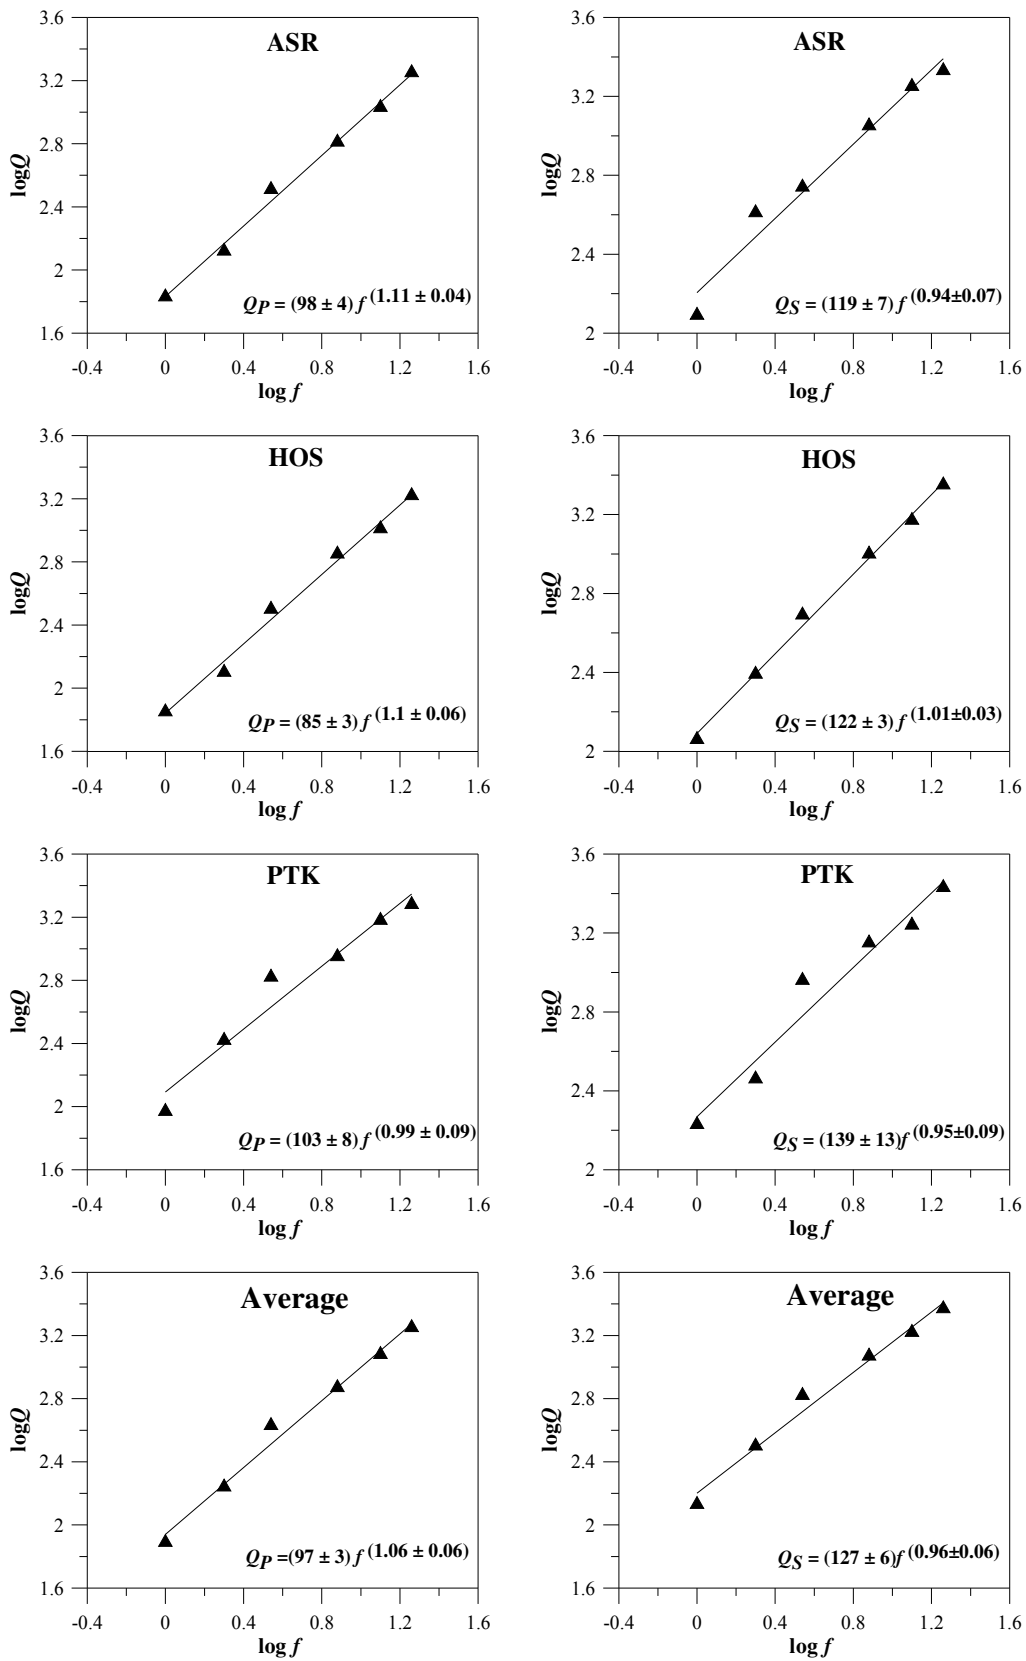 ASR
logQ
3.6
3.2
2.8
2.4
2
1.6
Q_P = (98 ± 4) f^(1.11 ± 0.04)
-0.4 0 0.4 0.8 1.2 1.6
log f
ASR
logQ
3.6
3.2
2.8
2.4
2
Q_S = (119 ± 7) f^(0.94±0.07)
-0.4 0 0.4 0.8 1.2 1.6
log f
HOS
logQ
3.6
3.2
2.8
2.4
2
1.6
Q_P = (85 ± 3) f^(1.1 ± 0.06)
-0.4 0 0.4 0.8 1.2 1.6
log f
HOS
logQ
3.6
3.2
2.8
2.4
2
Q_S = (122 ± 3) f^(1.01±0.03)
-0.4 0 0.4 0.8 1.2 1.6
log f
PTK
logQ
3.6
3.2
2.8
2.4
2
1.6
Q_P = (103 ± 8) f^(0.99 ± 0.09)
-0.4 0 0.4 0.8 1.2 1.6
log f
PTK
logQ
3.6
3.2
2.8
2.4
2
Q_S = (139 ± 13)f^(0.95±0.09)
-0.4 0 0.4 0.8 1.2 1.6
log f
Average
logQ
3.6
3.2
2.8
2.4
2
1.6
Q_P =(97 ± 3) f^(1.06 ± 0.06)
-0.4 0 0.4 0.8 1.2 1.6
log f
Average
logQ
3.6
3.2
2.8
2.4
2
1.6
Q_S = (127 ± 6)f^(0.96±0.06)
-0.4 0 0.4 0.8 1.2 1.6
log f